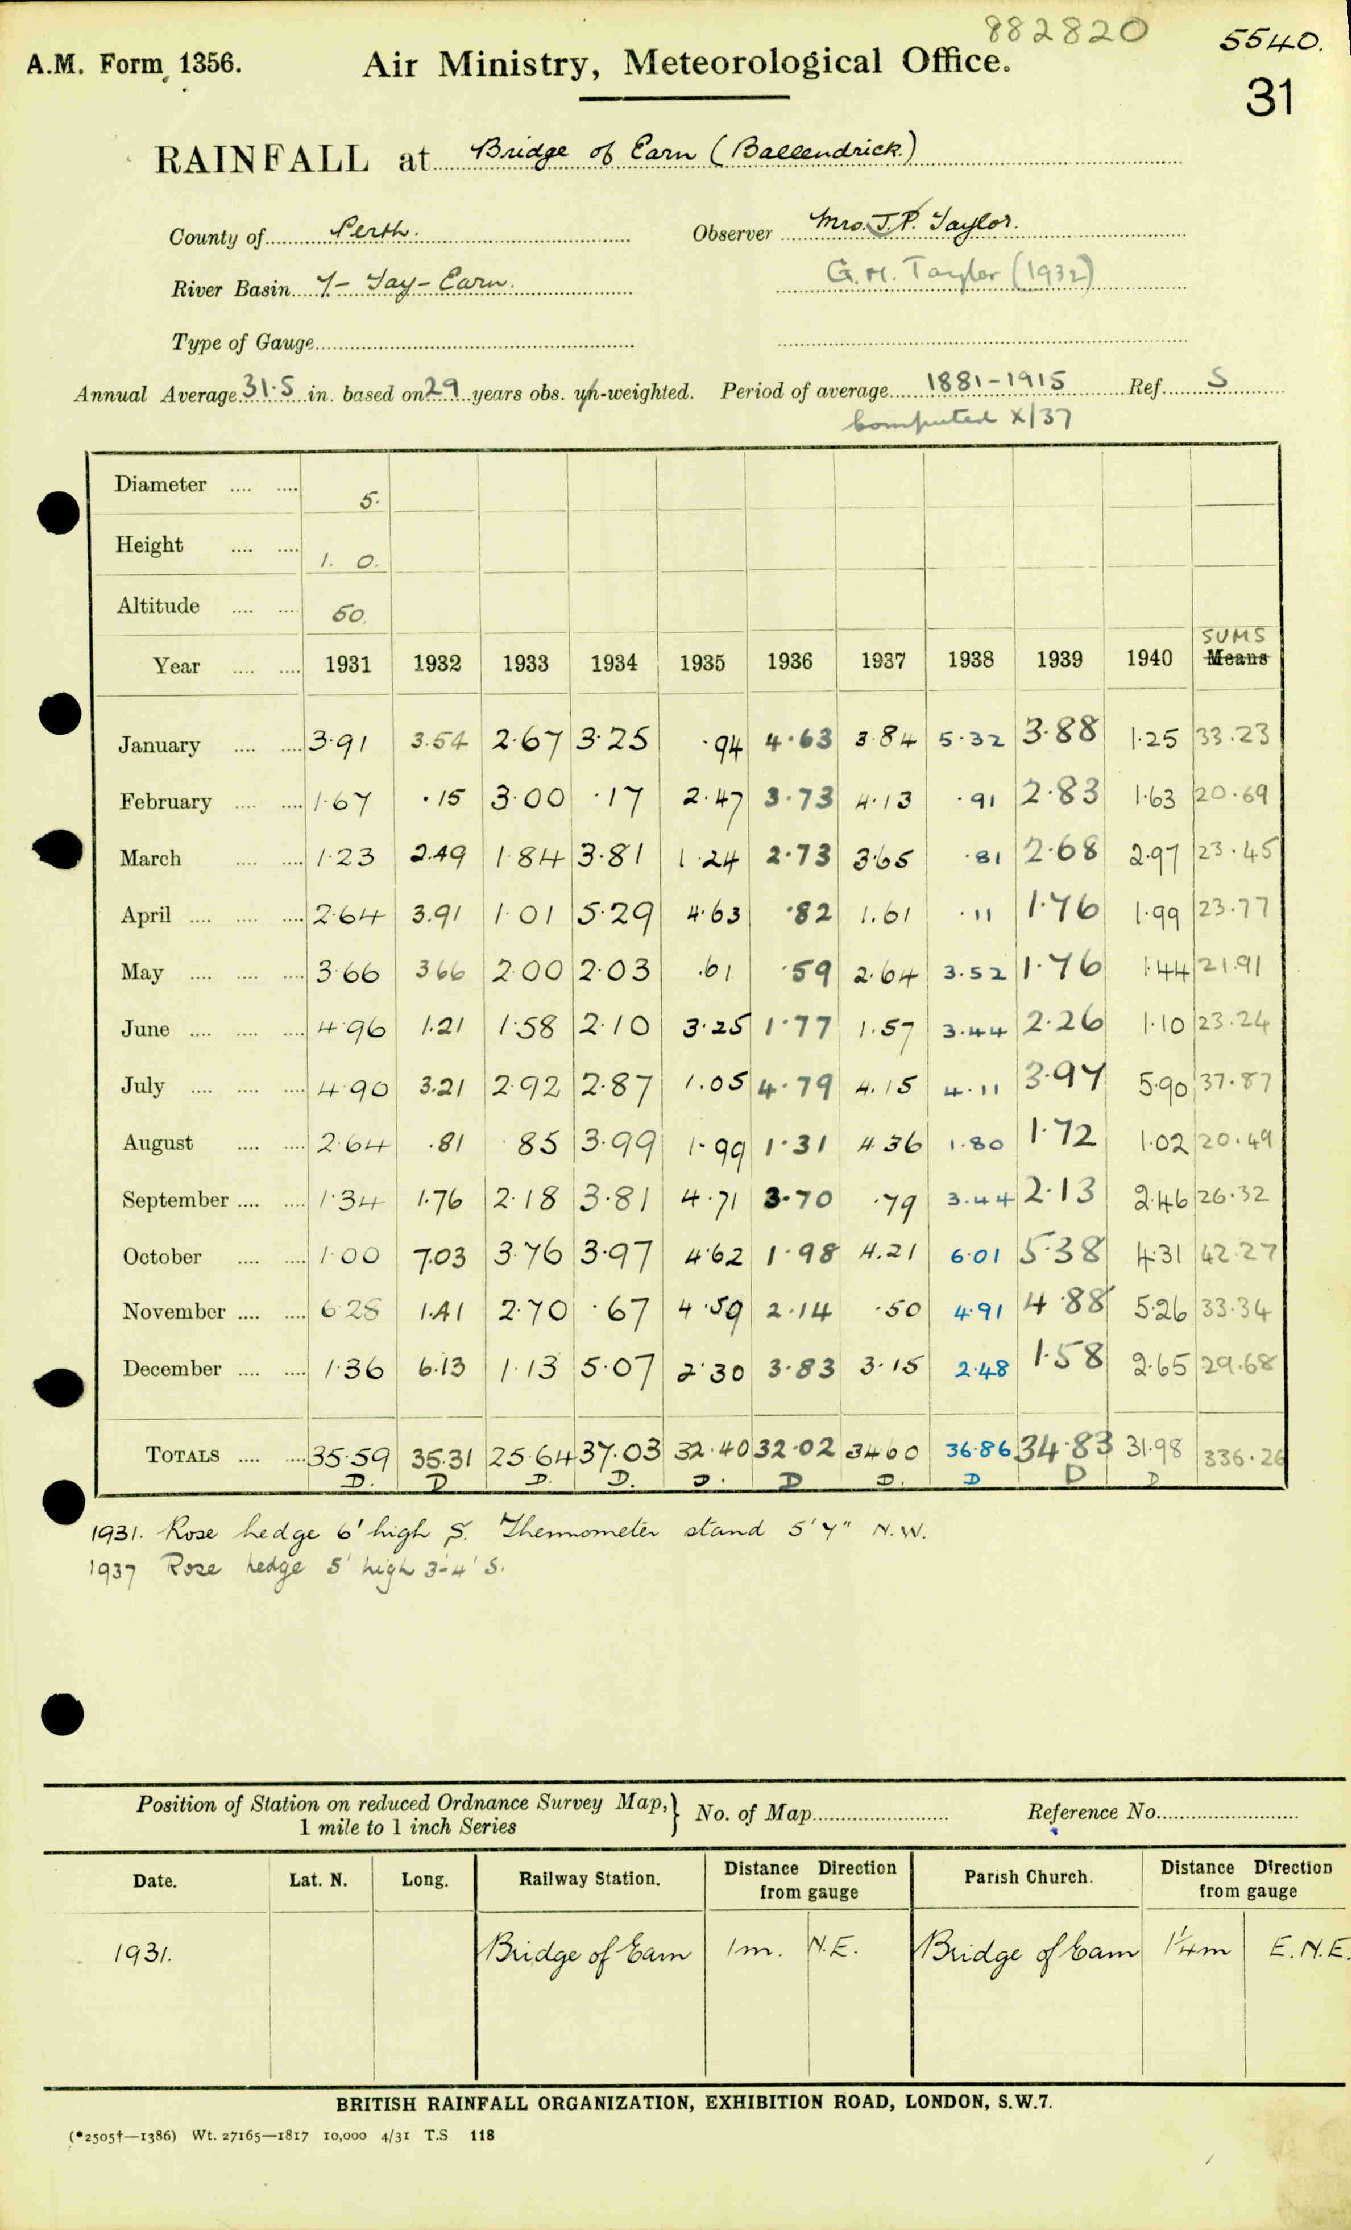 882820
5540.
A.M. Form 1356. Air Ministry, Meteorological Office.
31
RAINFALL at Bridge of Earn (Ballendrick)
County of Perth. Observer Mrs. J.P. Taylor.
River Basin 7- Tay-Earn. G.H. Taylor (1932)
Type of Gauge
Annual Average 31.5 in. based on 29 years obs. un-weighted. Period of average 1881-1915 Ref. S
Computed X/37
Diameter 5.
Height 1. 0.
Altitude 50.
SUMS
Year 1931 1932 1933 1934 1935 1936 1937 1938 1939 1940 Means
January 3.91 3.54 2.67 3.25 .94 4.63 3.84 5.32 3.88 1.25 33.23
February 1.67 .15 3.00 .17 2.47 3.73 4.13 .91 2.83 1.63 20.69
March 1.23 2.49 1.84 3.81 1.24 2.73 3.65 .81 2.68 2.97 23.45
April 2.64 3.91 1.01 5.29 4.63 .82 1.61 .11 1.76 1.99 23.77
May 3.66 3.66 2.00 2.03 .61 .59 2.64 3.52 1.76 1.44 21.91
June 4.96 1.21 1.58 2.10 3.25 1.77 1.57 3.44 2.26 1.10 23.24
July 4.90 3.21 2.92 2.87 1.05 4.79 4.15 4.11 3.97 5.90 37.87
August 2.64 .81 85 3.99 1.99 1.31 4.36 1.80 1.72 1.02 20.49
September 1.34 1.76 2.18 3.81 4.71 3.70 .79 3.44 2.13 2.46 26.32
October 1.00 7.03 3.76 3.97 4.62 1.98 4.21 6.01 5.38 4.31 42.27
November 6.28 1.41 2.70 .67 4.59 2.14 .50 4.91 4.88 5.26 33.34
December 1.36 6.13 1.13 5.07 2.30 3.83 3.15 2.48 1.58 2.65 29.68
TOTALS 35.59 35.31 25.64 37.03 32.40 32.02 34.60 36.86 34.83 31.98 336.26
D. D D. D. D. D D. D D D
1931. Rose hedge 6' high S. Thermometer stand 5'7" N.W.
1937 Rose hedge 5' high 3'-4' S.
Position of Station on reduced Ordnance Survey Map, 1 mile to 1 inch Series } No. of Map Reference No.
Date. Lat. N. Long. Railway Station. Distance Direction from gauge Parish Church. Distance Direction from gauge
1931. Bridge of Earn 1m. N.E. Bridge of Earn 1¼m E.N.E.
BRITISH RAINFALL ORGANIZATION, EXHIBITION ROAD, LONDON, S.W.7.
(*2505†—1386) Wt. 27165—1817 10,000 4/31 T.S 118